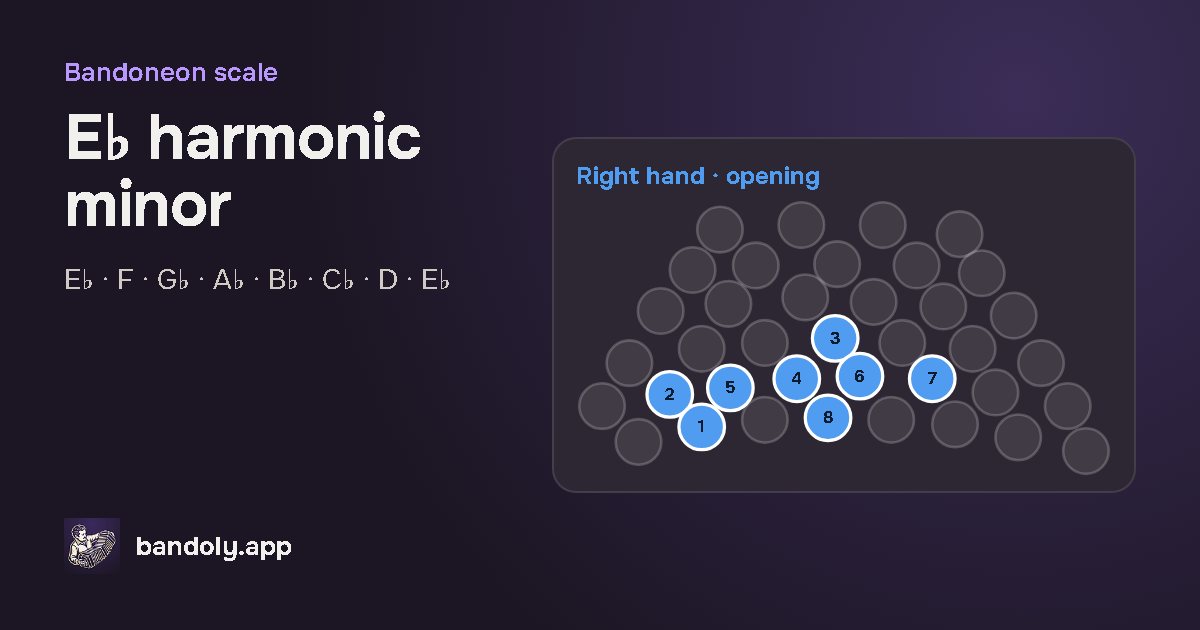 Bandoneon scale
E♭ harmonic
minor
E♭ · F · G♭ · A♭ · B♭ · C♭ · D · E♭
Right hand · opening
3
2 5 4 6 7
1 8
bandoly.app